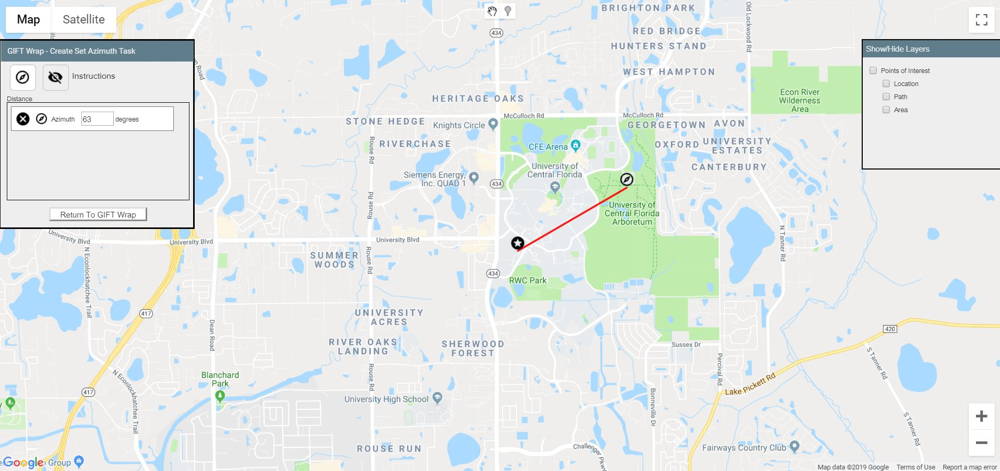 Map
Satellite
GIFT Wrap - Create Set Azimuth Task
Instructions
Distance
Azimuth 63 degrees
Return To GIFT Wrap
Show/Hide Layers
Points of Interest
Location
Path
Area
BRIGHTON PARK
Old Lockwood Rd
RED BRIDGE
HUNTERS STAND
434
WEST HAMPTON
HERITAGE OAKS
Econ River
Wilderness
Area
McCulloch Rd
McCulloch Rd
STONE HEDGE
Knights Circle
GEORGETOWN
AVON
RIVERCHASE
CFE Arena
OXFORD
UNIVERSITY
ESTATES
Rouse Rd
University of
Central Florida
CANTERBURY
Siemens Energy,
Inc. QUAD 1
434
Rouse Rd
University of
Central Florida
Arboretum
University Blvd
University Blvd
University Blvd
N Tanner Rd
N Econlockhatchee Trail
SUMMER
WOODS
Rouse Rd
434
RWC Park
417
UNIVERSITY
ACRES
Dean Road
420
RIVER OAKS
LANDING
SHERWOOD
FOREST
Sussex Dr
S Tanner Rd
Percival Rd
N Econlockhatchee Trail
Blanchard
Park
Rouse Rd
Lake Pickett Rd
417
University High School
Bonneville Dr
S Tanner Rd
ROUSE RUN
Challenger Pkwy
Fairways Country Club
Google
Group
Map data ©2019 Google
Terms of Use
Report a map error